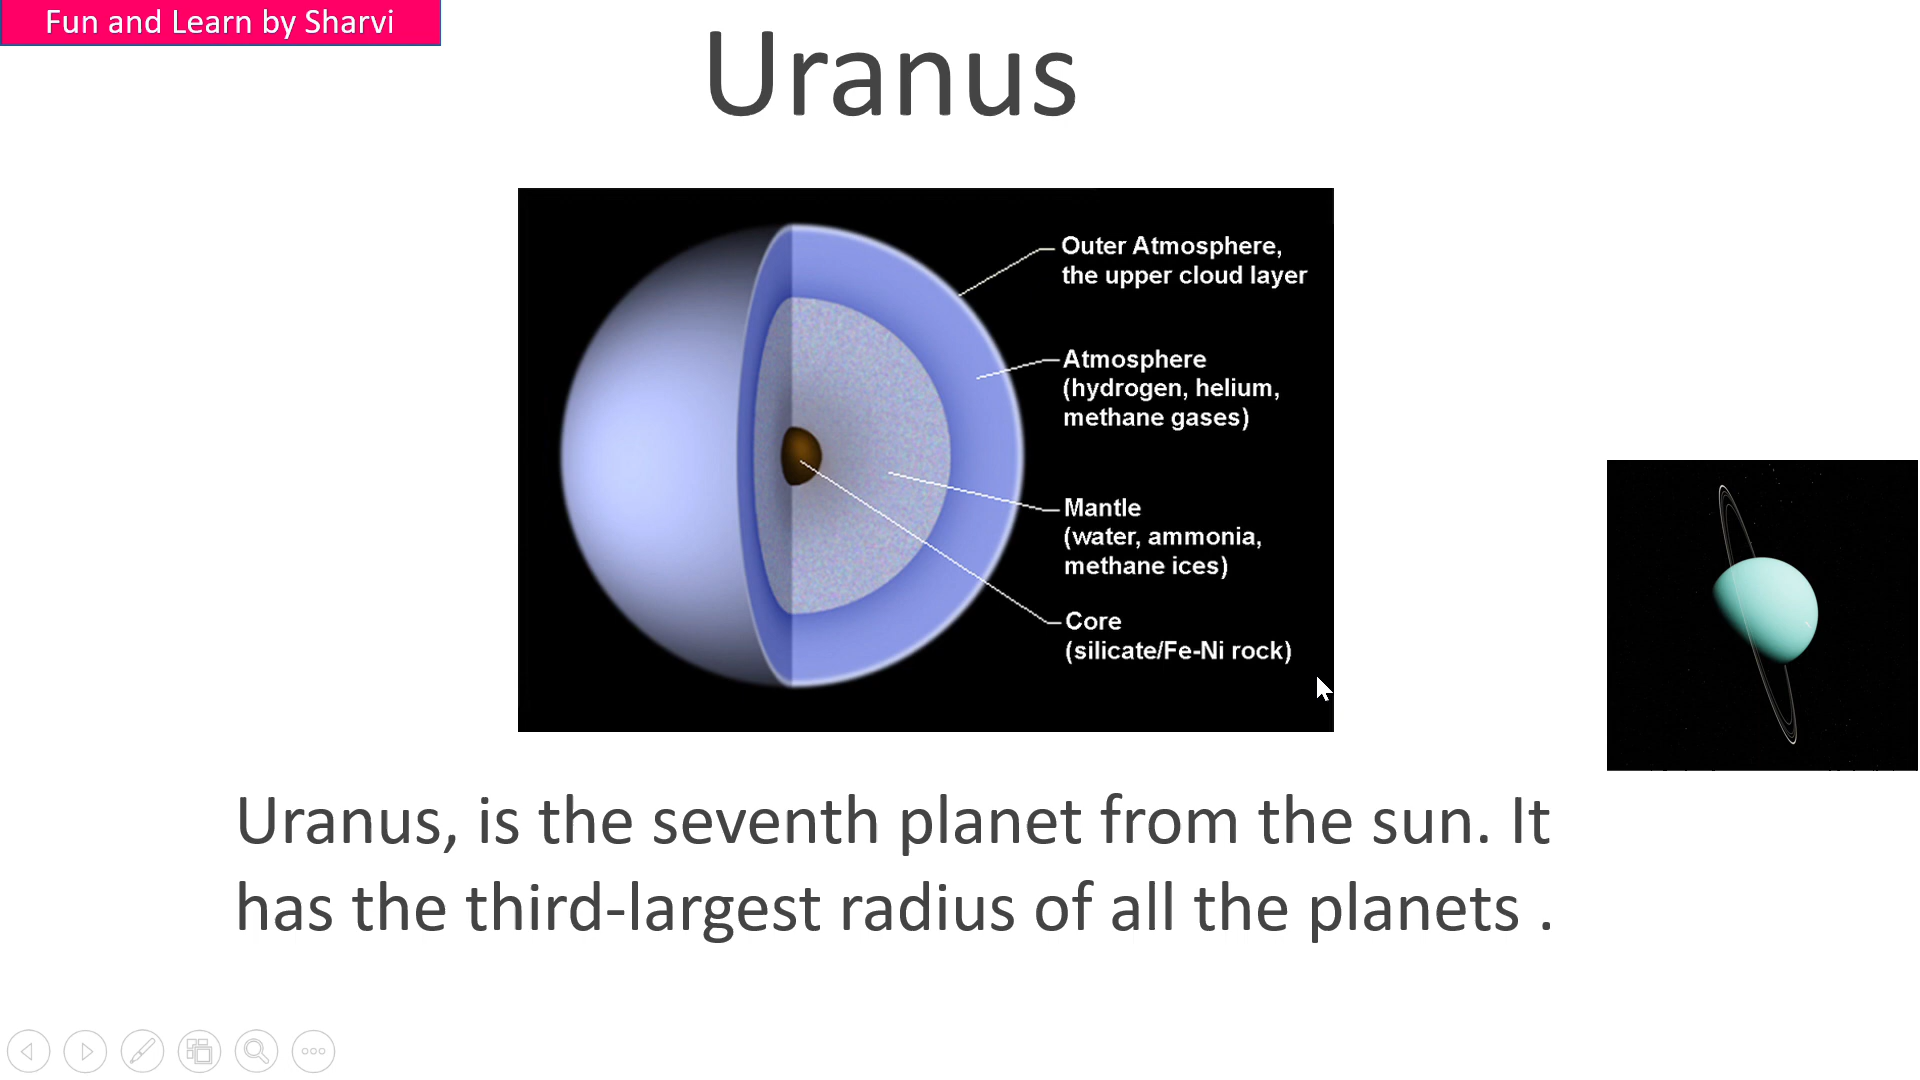 Fun and Learn by Sharvi
Uranus
Outer Atmosphere,
the upper cloud layer
Atmosphere
(hydrogen, helium,
methane gases)
Mantle
(water, ammonia,
methane ices)
Core
(silicate/Fe-Ni rock)
Uranus, is the seventh planet from the sun. It
has the third-largest radius of all the planets .